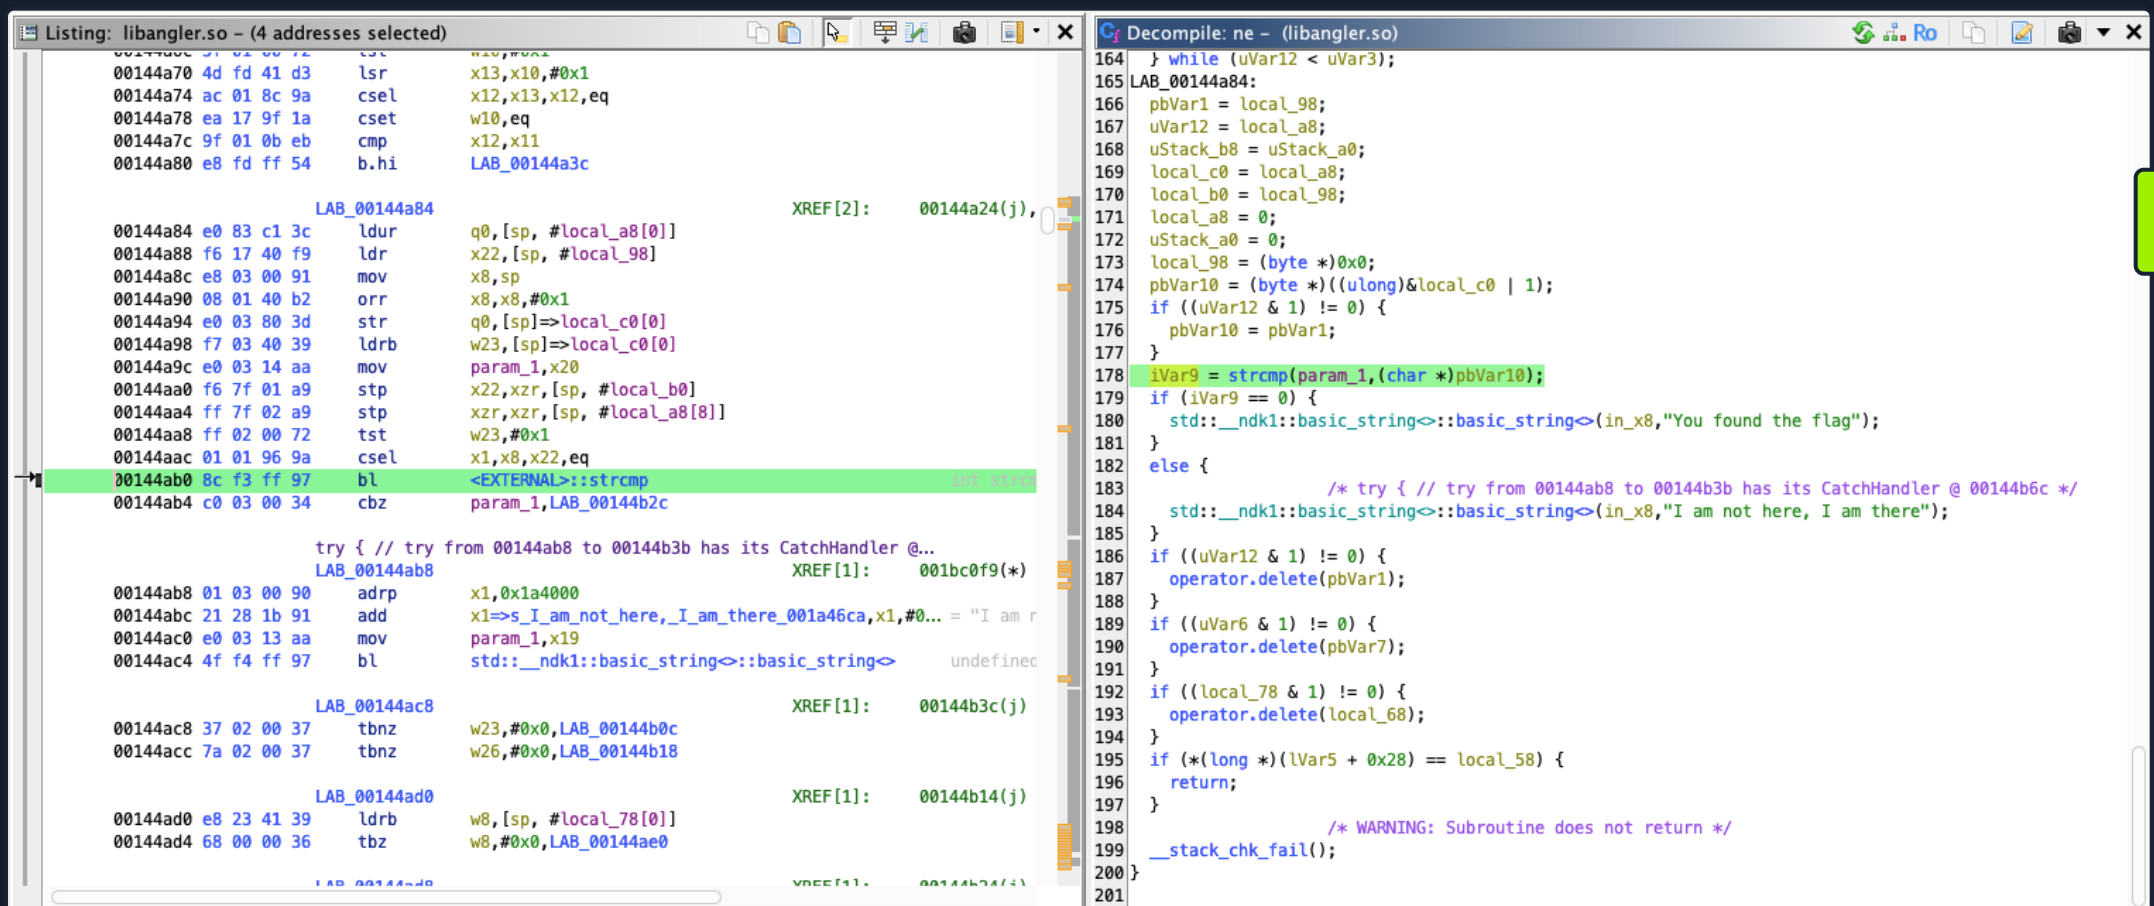 Listing: libangler.so – (4 addresses selected)
00144a70 4d fd 41 d3 lsr x13,x10,#0x1
00144a74 ac 01 8c 9a csel x12,x13,x12,eq
00144a78 ea 17 9f 1a cset w10,eq
00144a7c 9f 01 0b eb cmp x12,x11
00144a80 e8 fd ff 54 b.hi LAB_00144a3c
LAB_00144a84 XREF[2]: 00144a24(j),
00144a84 e0 83 c1 3c ldur q0,[sp, #local_a8[0]]
00144a88 f6 17 40 f9 ldr x22,[sp, #local_98]
00144a8c e8 03 00 91 mov x8,sp
00144a90 08 01 40 b2 orr x8,x8,#0x1
00144a94 e0 03 80 3d str q0,[sp]=>local_c0[0]
00144a98 f7 03 40 39 ldrb w23,[sp]=>local_c0[0]
00144a9c e0 03 14 aa mov param_1,x20
00144aa0 f6 7f 01 a9 stp x22,xzr,[sp, #local_b0]
00144aa4 ff 7f 02 a9 stp xzr,xzr,[sp, #local_a8[8]]
00144aa8 ff 02 00 72 tst w23,#0x1
00144aac 01 01 96 9a csel x1,x8,x22,eq
00144ab0 8c f3 ff 97 bl <EXTERNAL>::strcmp int strc
00144ab4 c0 03 00 34 cbz param_1,LAB_00144b2c
try { // try from 00144ab8 to 00144b3b has its CatchHandler @...
LAB_00144ab8 XREF[1]: 001bc0f9(*)
00144ab8 01 03 00 90 adrp x1,0x1a4000
00144abc 21 28 1b 91 add x1=>s_I_am_not_here,_I_am_there_001a46ca,x1,#0... = "I am
00144ac0 e0 03 13 aa mov param_1,x19
00144ac4 4f f4 ff 97 bl std::__ndk1::basic_string<>::basic_string<> undefined
LAB_00144ac8 XREF[1]: 00144b3c(j)
00144ac8 37 02 00 37 tbnz w23,#0x0,LAB_00144b0c
00144acc 7a 02 00 37 tbnz w26,#0x0,LAB_00144b18
LAB_00144ad0 XREF[1]: 00144b14(j)
00144ad0 e8 23 41 39 ldrb w8,[sp, #local_78[0]]
00144ad4 68 00 00 36 tbz w8,#0x0,LAB_00144ae0
Decompile: ne – (libangler.so)
Ro
164 } while (uVar12 < uVar3);
165 LAB_00144a84:
166 pbVar1 = local_98;
167 uVar12 = local_a8;
168 uStack_b8 = uStack_a0;
169 local_c0 = local_a8;
170 local_b0 = local_98;
171 local_a8 = 0;
172 uStack_a0 = 0;
173 local_98 = (byte *)0x0;
174 pbVar10 = (byte *)((ulong)&local_c0 | 1);
175 if ((uVar12 & 1) != 0) {
176 pbVar10 = pbVar1;
177 }
178 iVar9 = strcmp(param_1,(char *)pbVar10);
179 if (iVar9 == 0) {
180 std::__ndk1::basic_string<>::basic_string<>(in_x8,"You found the flag");
181 }
182 else {
183 /* try { // try from 00144ab8 to 00144b3b has its CatchHandler @ 00144b6c */
184 std::__ndk1::basic_string<>::basic_string<>(in_x8,"I am not here, I am there");
185 }
186 if ((uVar12 & 1) != 0) {
187 operator.delete(pbVar1);
188 }
189 if ((uVar6 & 1) != 0) {
190 operator.delete(pbVar7);
191 }
192 if ((local_78 & 1) != 0) {
193 operator.delete(local_68);
194 }
195 if (*(long *)(lVar5 + 0x28) == local_58) {
196 return;
197 }
198 /* WARNING: Subroutine does not return */
199 __stack_chk_fail();
200 }
201